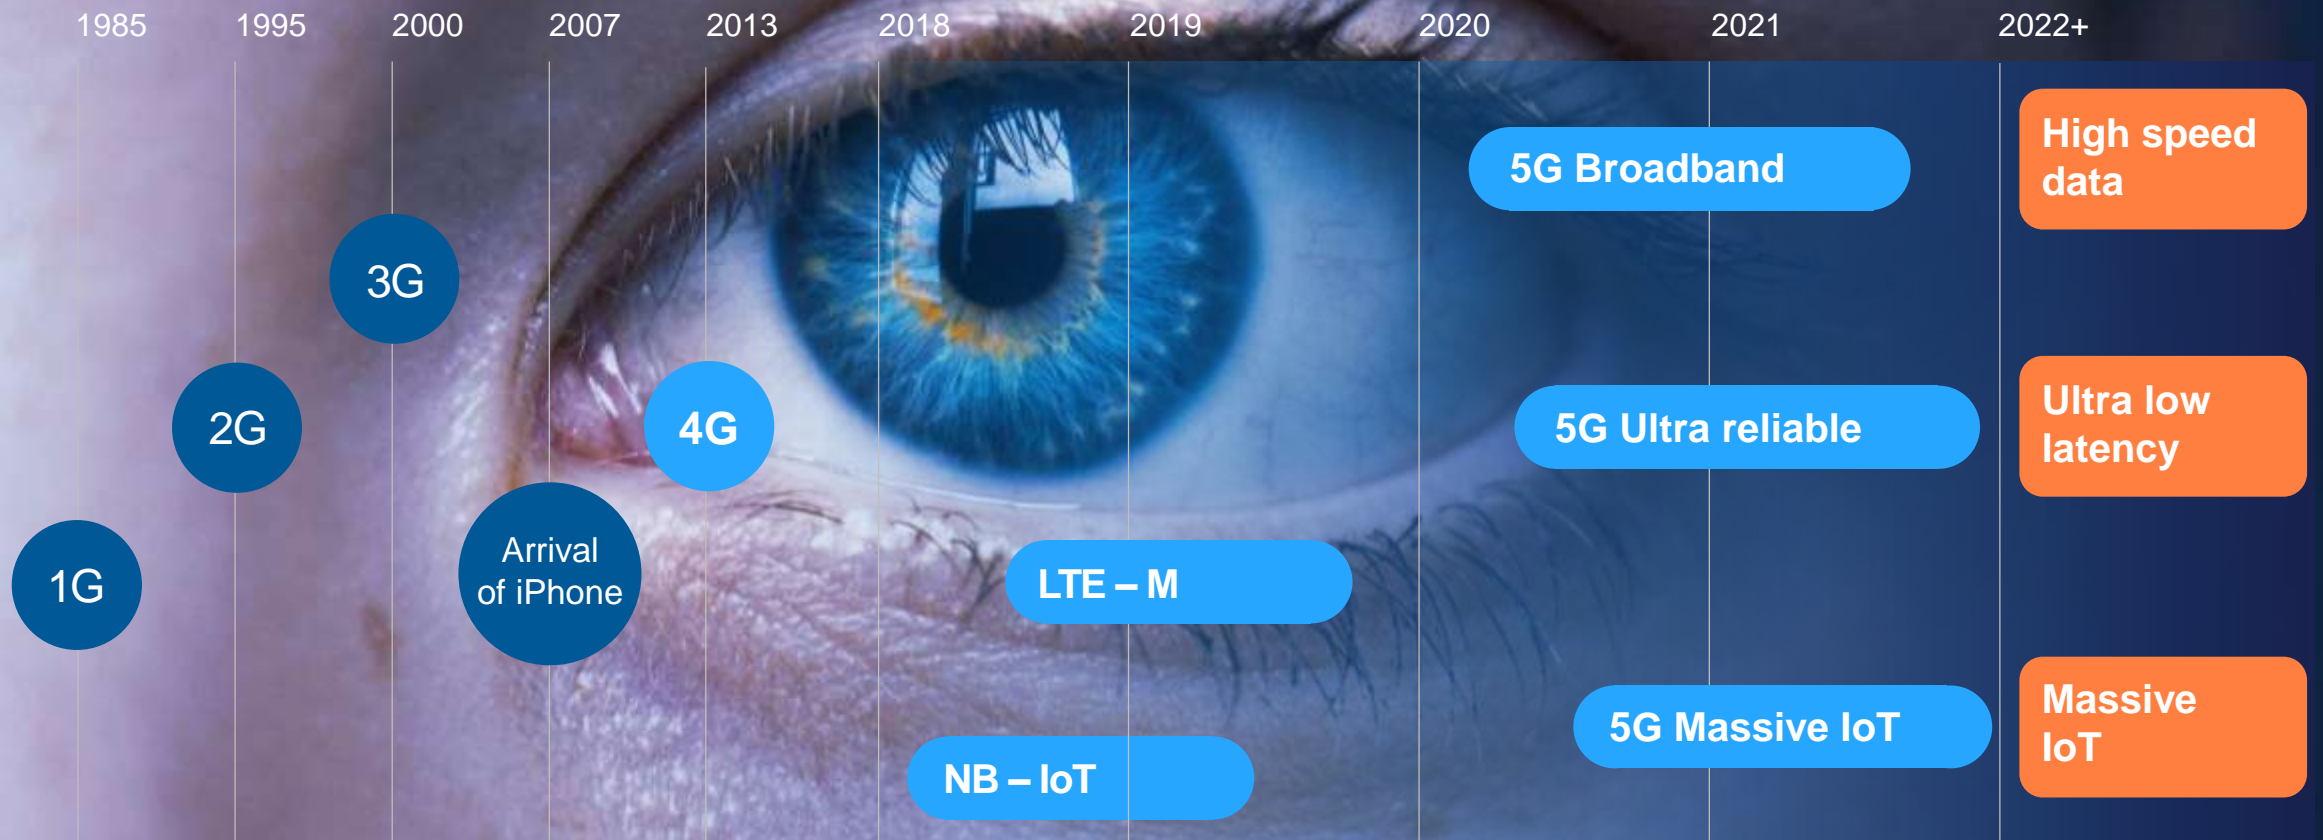 1985 1995 2000 2007 2013 2018 2019 2020 2021 2022+
High speed
data
5G Broadband
3G
Ultra low
latency
2G
4G
5G Ultra reliable
Arrival
of iPhone
1G
LTE – M
Massive
IoT
5G Massive IoT
NB – IoT